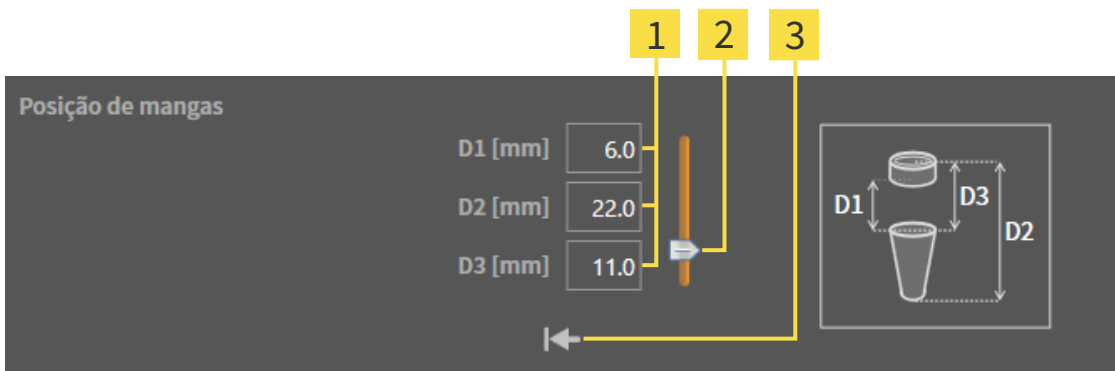 1 2 3
Posição de mangas
D1 [mm] 6.0
D2 [mm] 22.0
D3 [mm] 11.0
D1
D3
D2